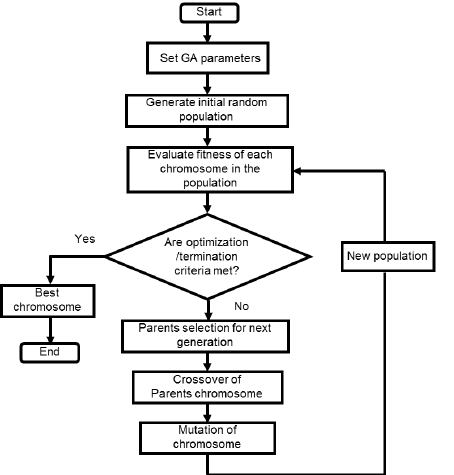 Start
Set GA parameters
Generate initial random
population
Evaluate fitness of each
chromosome in the
population
Yes
Are optimization
/termination
criteria met?
New population
Best
chromosome
No
End
Parents selection for next
generation
Crossover of
Parents chromosome
Mutation of
chromosome